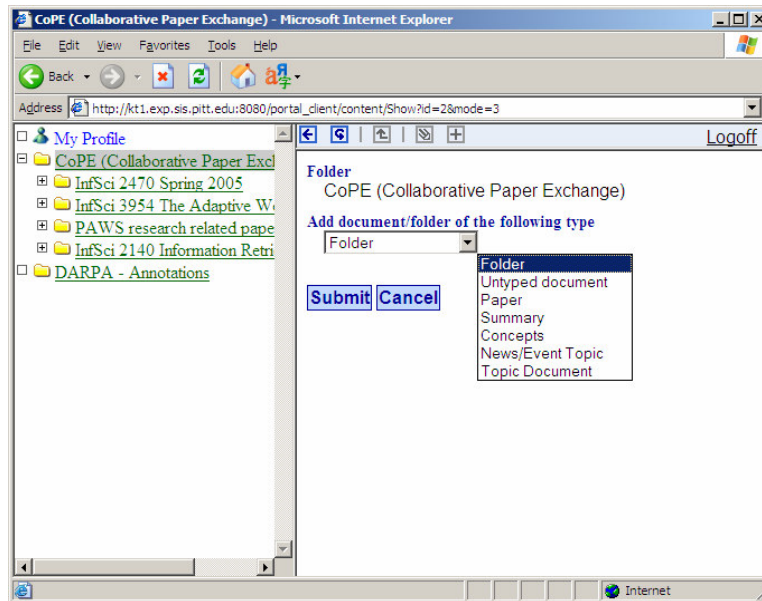 CoPE (Collaborative Paper Exchange) - Microsoft Internet Explorer
File Edit View Favorites Tools Help
Back
Address http://kt1.exp.sis.pitt.edu:8080/portal_client/content/Show?id=2&mode=3
My Profile
CoPE (Collaborative Paper Excl
InfSci 2470 Spring 2005
InfSci 3954 The Adaptive We
PAWS research related pape
InfSci 2140 Information Retri
DARPA - Annotations
Logoff
Folder
CoPE (Collaborative Paper Exchange)
Add document/folder of the following type
Folder
Folder
Untyped document
Paper
Summary
Concepts
News/Event Topic
Topic Document
Submit Cancel
Internet